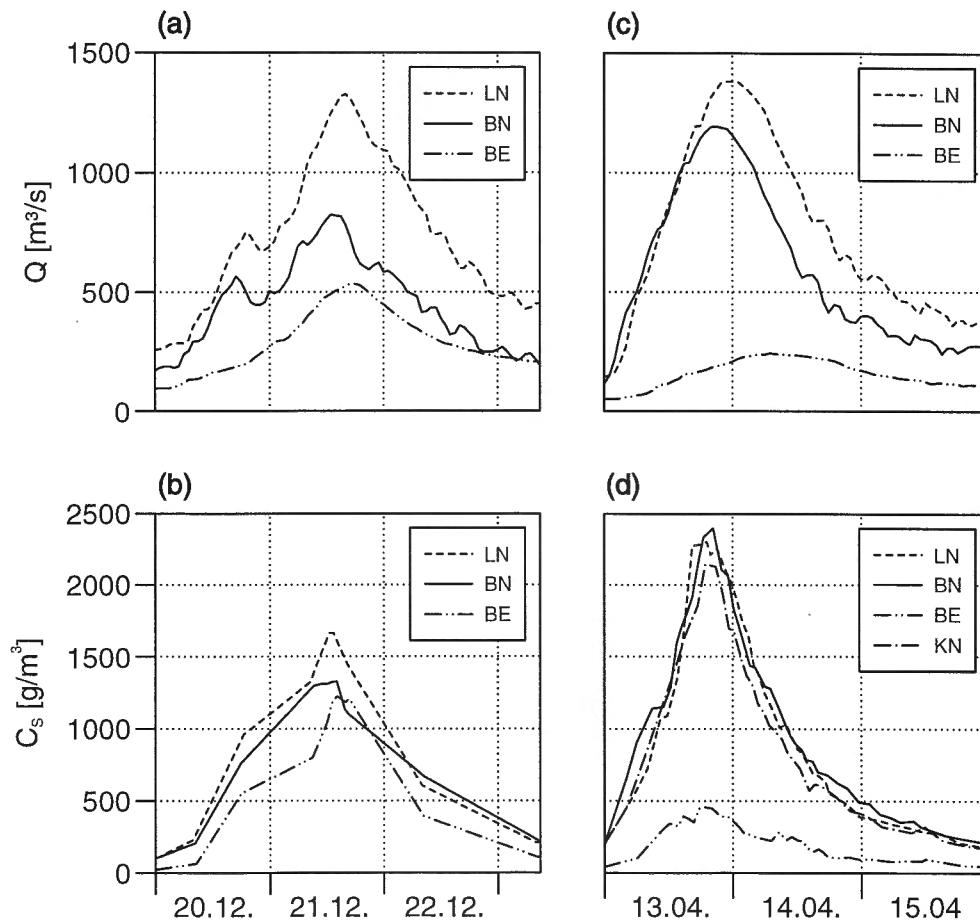 (a)
Q [m³/s]
1500
1000
500
0
LN
BN
BE
(c)
LN
BN
BE
(b)
C_s [g/m³]
2500
2000
1500
1000
500
0
LN
BN
BE
20.12. 21.12. 22.12.
(d)
LN
BN
BE
KN
13.04. 14.04. 15.04.